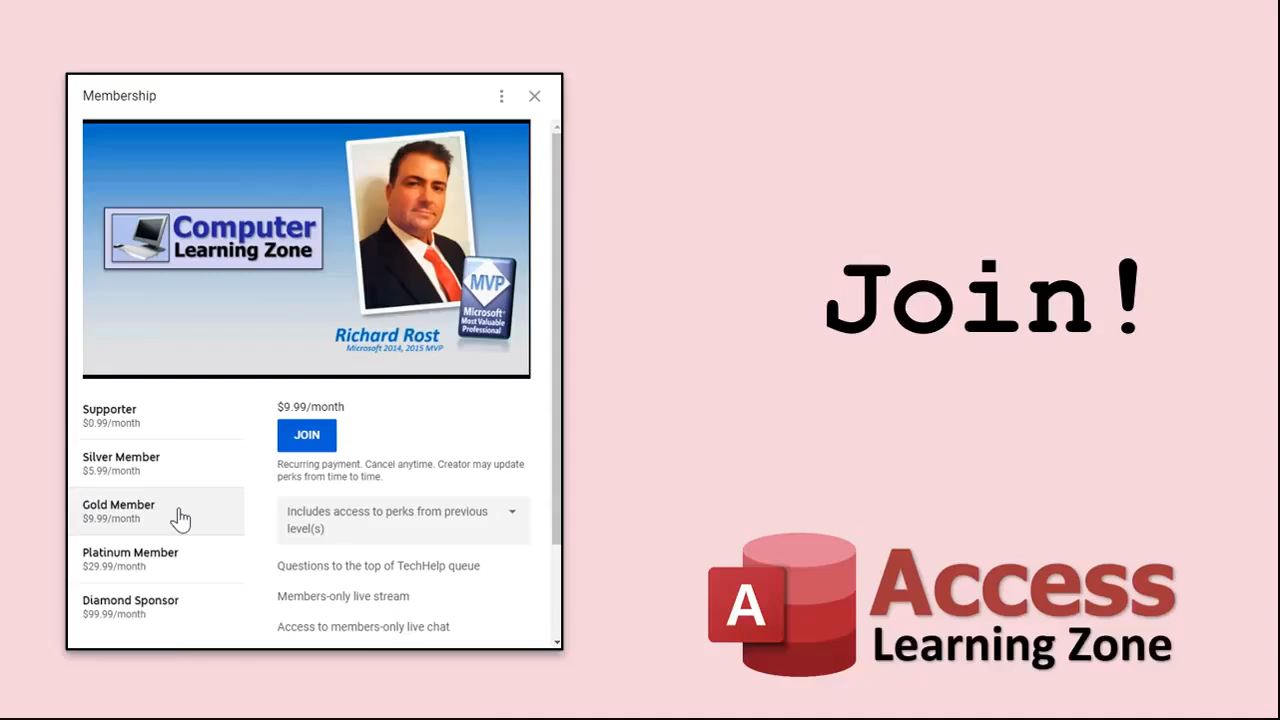 Membership
Computer
Learning Zone
MVP
Microsoft®
Most Valuable
Professional
Richard Rost
Microsoft 2014, 2015 MVP
Supporter
$0.99/month
Silver Member
$5.99/month
Gold Member
$9.99/month
Platinum Member
$29.99/month
Diamond Sponsor
$99.99/month
$9.99/month
JOIN
Recurring payment. Cancel anytime. Creator may update
perks from time to time.
Includes access to perks from previous
level(s)
Questions to the top of TechHelp queue
Members-only live stream
Access to members-only live chat
Join!
A
Access
Learning Zone